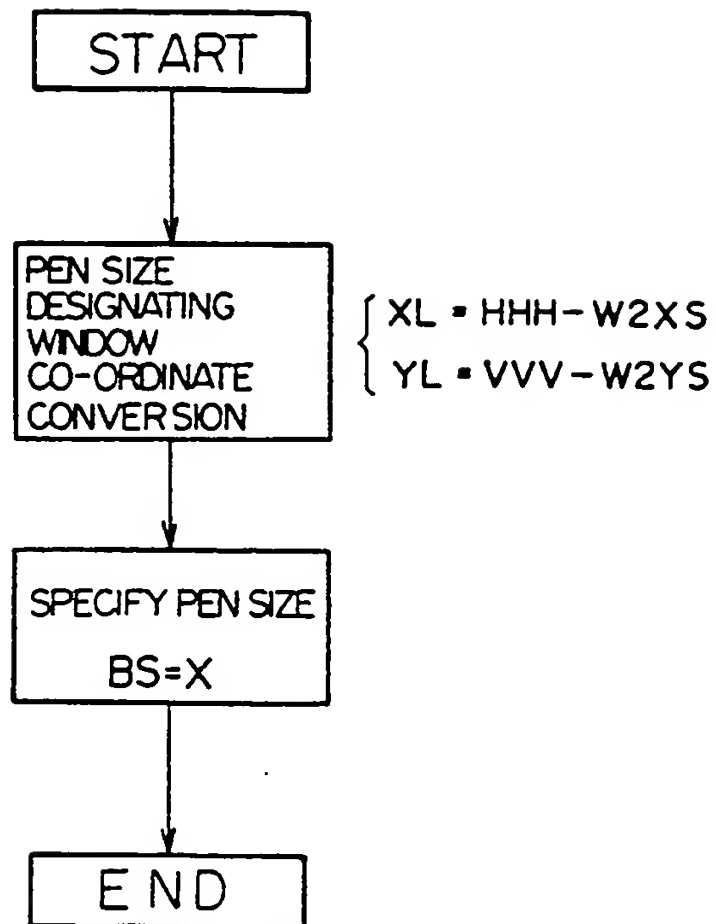 START
PEN SIZE
DESIGNATING
WINDOW
CO-ORDINATE
CONVERSION
XL = HHH-W2XS
YL = VVV-W2YS
SPECIFY PEN SIZE
BS=X
END